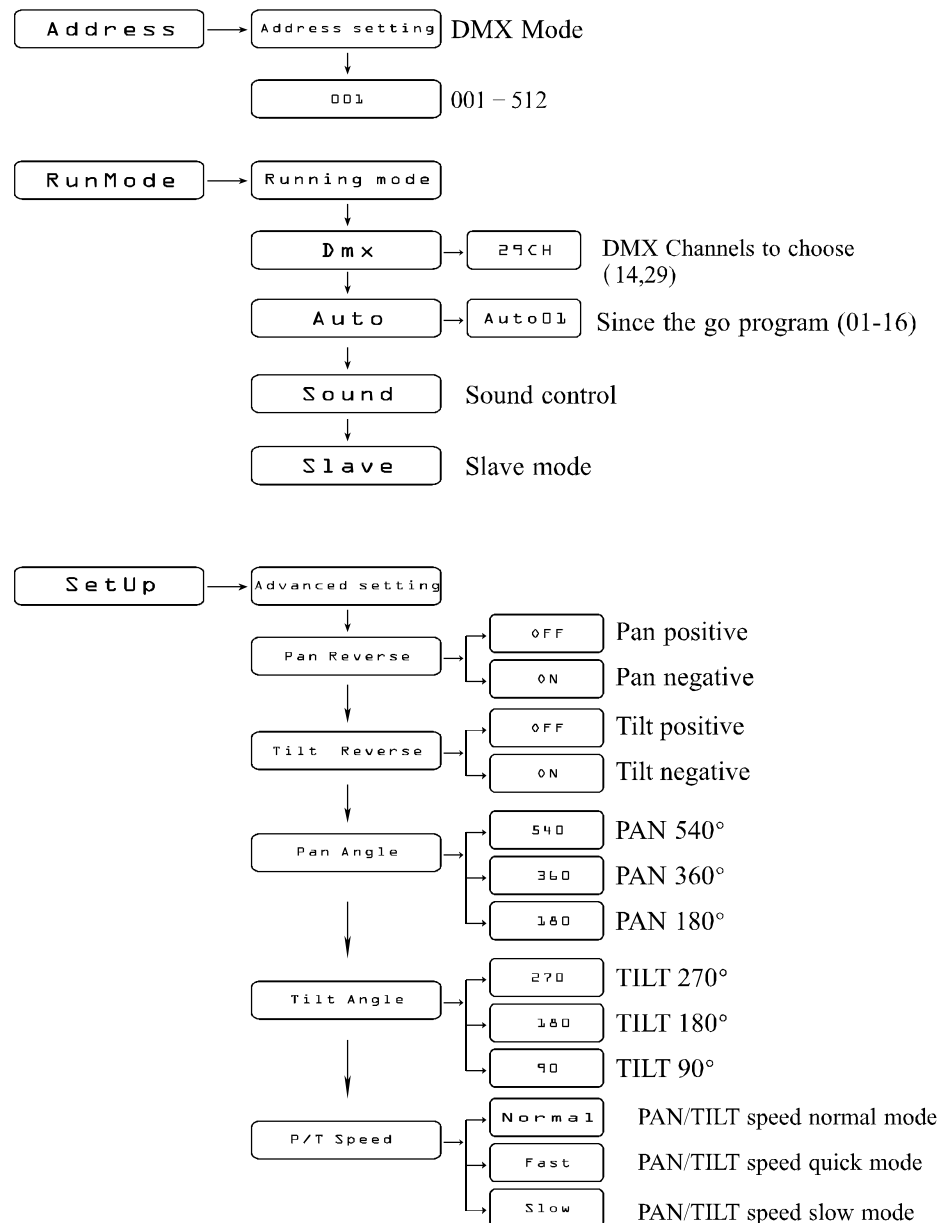 Address Address setting DMX Mode
001 001 – 512
RunMode Running mode
Dmx 29CH DMX Channels to choose
(14,29)
Auto Auto01 Since the go program (01-16)
Sound Sound control
Slave Slave mode
SetUp Advanced setting
OFF Pan positive
Pan Reverse
ON Pan negative
OFF Tilt positive
Tilt Reverse
ON Tilt negative
540 PAN 540°
Pan Angle
360 PAN 360°
180 PAN 180°
270 TILT 270°
Tilt Angle
180 TILT 180°
90 TILT 90°
Normal PAN/TILT speed normal mode
P/T Speed
Fast PAN/TILT speed quick mode
Slow PAN/TILT speed slow mode